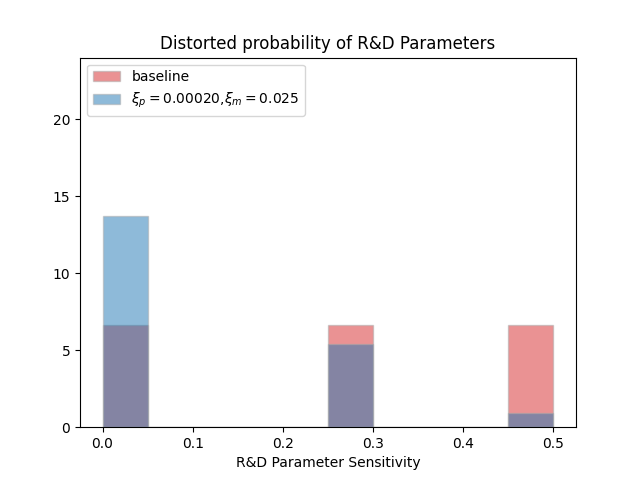 Distorted probability of R&D Parameters
baseline
ξₚ = 0.00020,ξₘ = 0.025
20
15
10
5
0
0.0 0.1 0.2 0.3 0.4 0.5
R&D Parameter Sensitivity